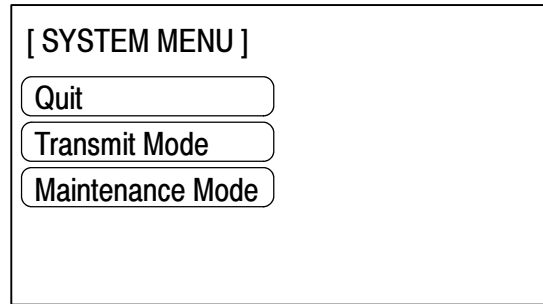 [ SYSTEM MENU ]
Quit
Transmit Mode
Maintenance Mode